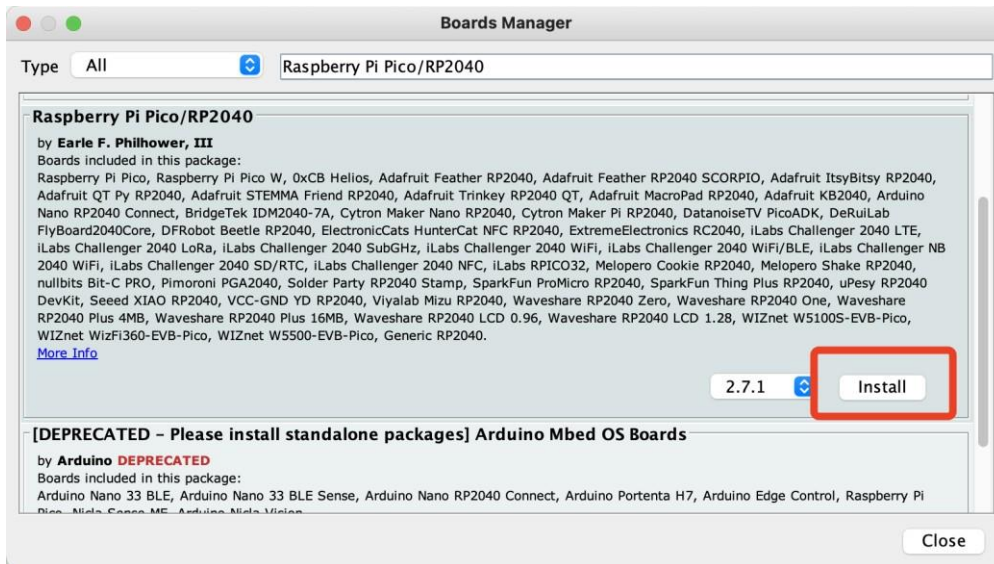 Boards Manager
Type All Raspberry Pi Pico/RP2040
Raspberry Pi Pico/RP2040
by Earle F. Philhower, III
Boards included in this package:
Raspberry Pi Pico, Raspberry Pi Pico W, 0xCB Helios, Adafruit Feather RP2040, Adafruit Feather RP2040 SCORPIO, Adafruit ItsyBitsy RP2040,
Adafruit QT Py RP2040, Adafruit STEMMA Friend RP2040, Adafruit Trinkey RP2040 QT, Adafruit MacroPad RP2040, Adafruit KB2040, Arduino
Nano RP2040 Connect, BridgeTek IDM2040-7A, Cytron Maker Nano RP2040, Cytron Maker Pi RP2040, DatanoiseTV PicoADK, DeRuiLab
FlyBoard2040Core, DFRobot Beetle RP2040, ElectronicCats HunterCat NFC RP2040, ExtremeElectronics RC2040, iLabs Challenger 2040 LTE,
iLabs Challenger 2040 LoRa, iLabs Challenger 2040 SubGHz, iLabs Challenger 2040 WiFi, iLabs Challenger 2040 WiFi/BLE, iLabs Challenger NB
2040 WiFi, iLabs Challenger 2040 SD/RTC, iLabs Challenger 2040 NFC, iLabs RPICO32, Melopero Cookie RP2040, Melopero Shake RP2040,
nullbits Bit-C PRO, Pimoroni PGA2040, Solder Party RP2040 Stamp, SparkFun ProMicro RP2040, SparkFun Thing Plus RP2040, uPesy RP2040
DevKit, Seeed XIAO RP2040, VCC-GND YD RP2040, Viyalab Mizu RP2040, Waveshare RP2040 Zero, Waveshare RP2040 One, Waveshare
RP2040 Plus 4MB, Waveshare RP2040 Plus 16MB, Waveshare RP2040 LCD 0.96, Waveshare RP2040 LCD 1.28, WIZnet W5100S-EVB-Pico,
WIZnet WizFi360-EVB-Pico, WIZnet W5500-EVB-Pico, Generic RP2040.
More Info
2.7.1 Install
[DEPRECATED - Please install standalone packages] Arduino Mbed OS Boards
by Arduino DEPRECATED
Boards included in this package:
Arduino Nano 33 BLE, Arduino Nano 33 BLE Sense, Arduino Nano RP2040 Connect, Arduino Portenta H7, Arduino Edge Control, Raspberry Pi
Pico, Nicla Sense ME, Arduino Nicla Vision
Close